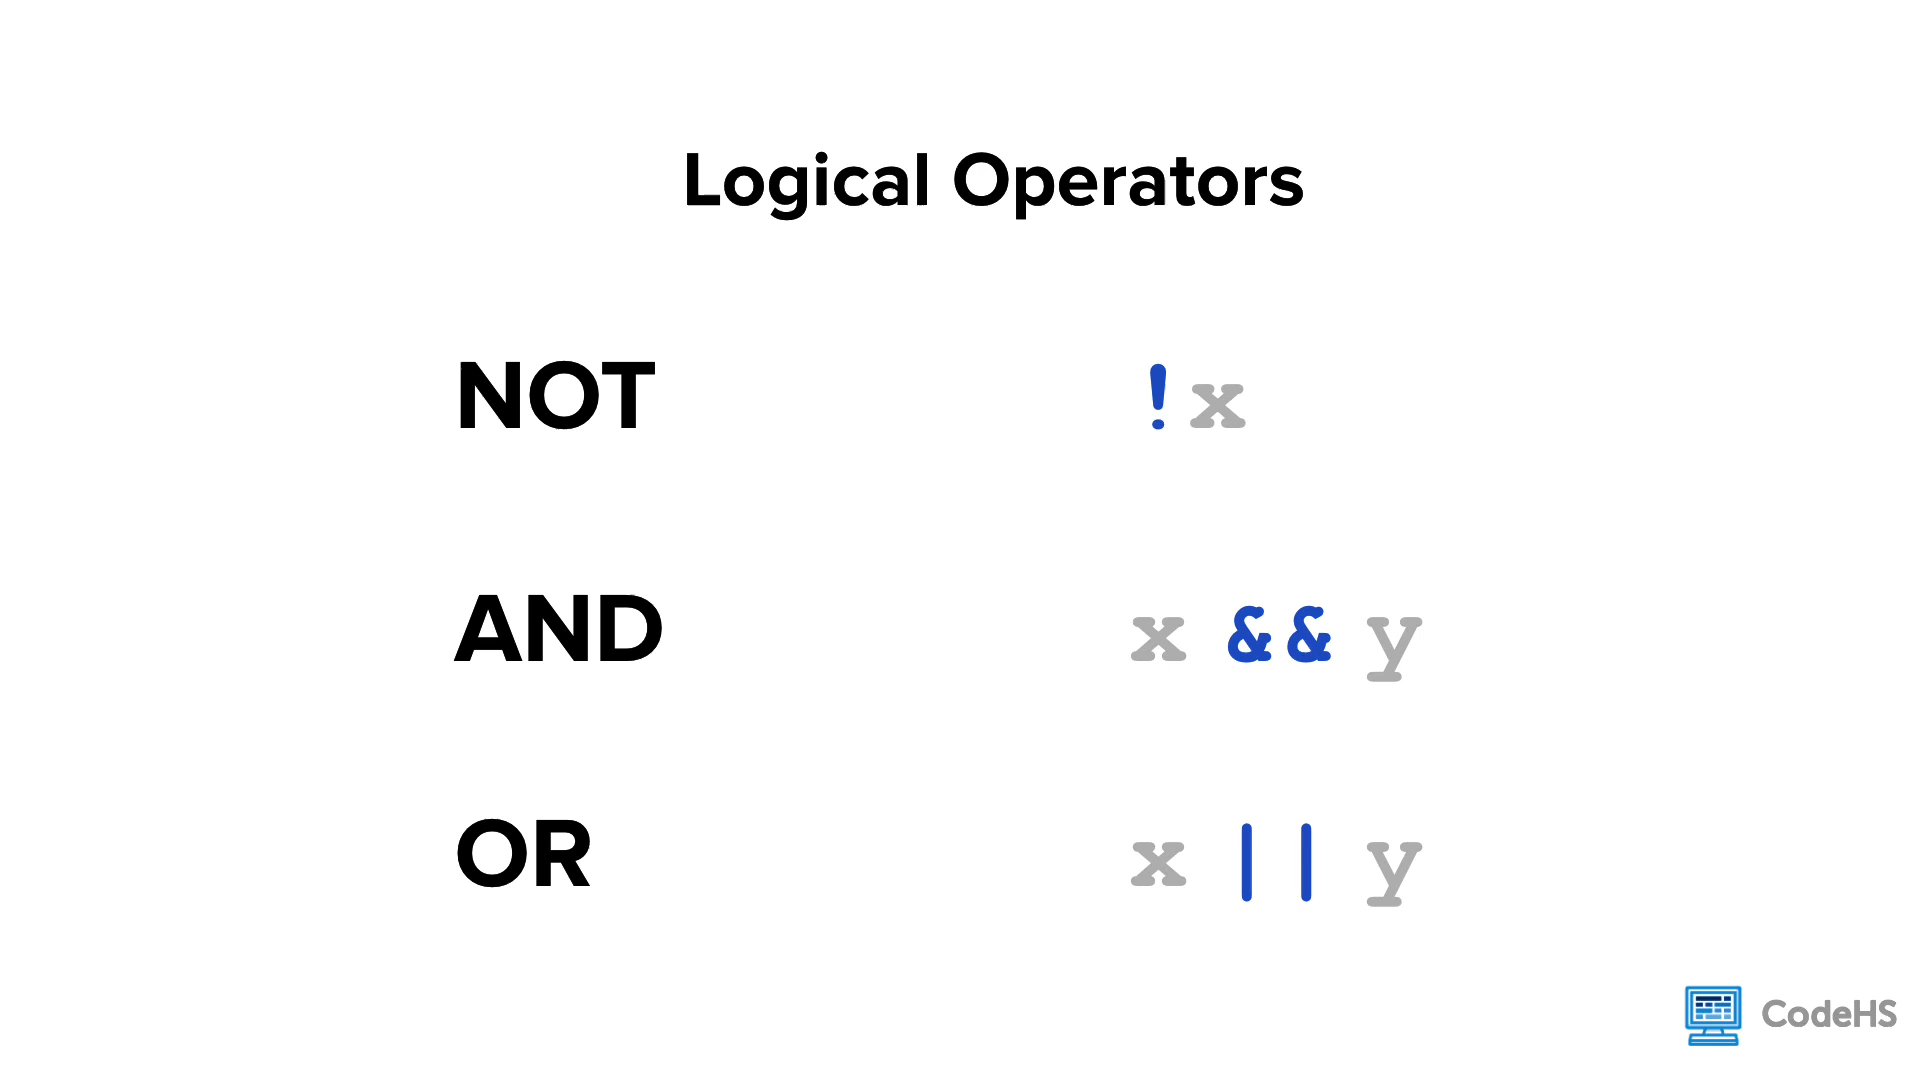 Logical Operators
NOT !x
AND x && y
OR x || y
CodeHS